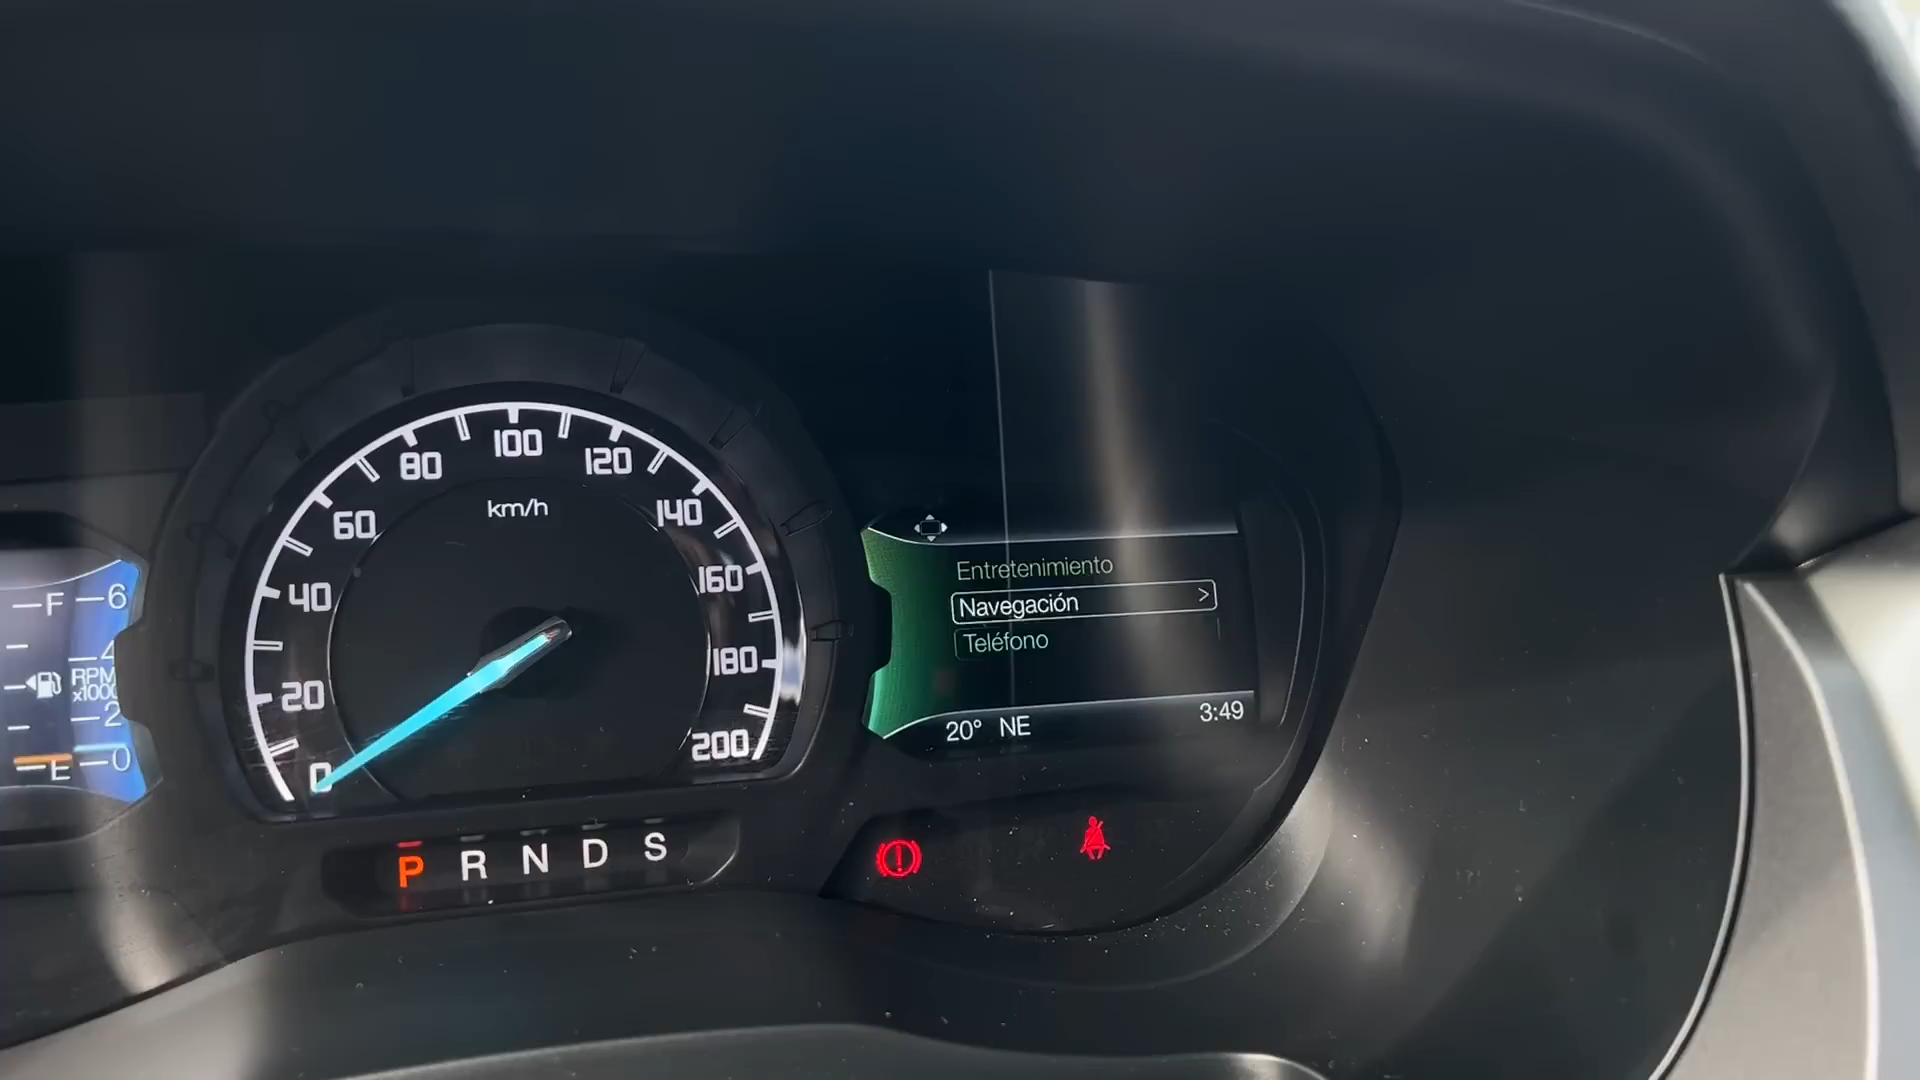 F
6
4
RPM
x1000
2
E
0
0
20
40
60
80
100
120
140
160
180
200
km/h
P R N D S
Entretenimiento
Navegación >
Teléfono
20° NE 3:49